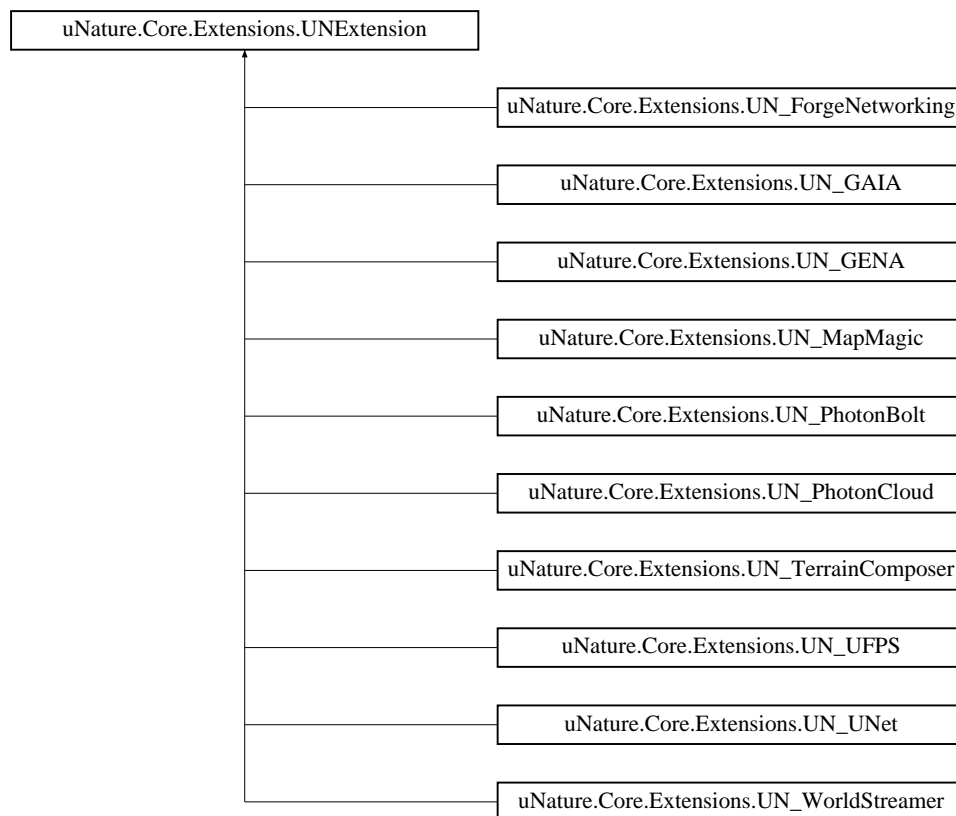 uNature.Core.Extensions.UNExtension
uNature.Core.Extensions.UN_ForgeNetworking
uNature.Core.Extensions.UN_GAIA
uNature.Core.Extensions.UN_GENA
uNature.Core.Extensions.UN_MapMagic
uNature.Core.Extensions.UN_PhotonBolt
uNature.Core.Extensions.UN_PhotonCloud
uNature.Core.Extensions.UN_TerrainComposer
uNature.Core.Extensions.UN_UFPS
uNature.Core.Extensions.UN_UNet
uNature.Core.Extensions.UN_WorldStreamer